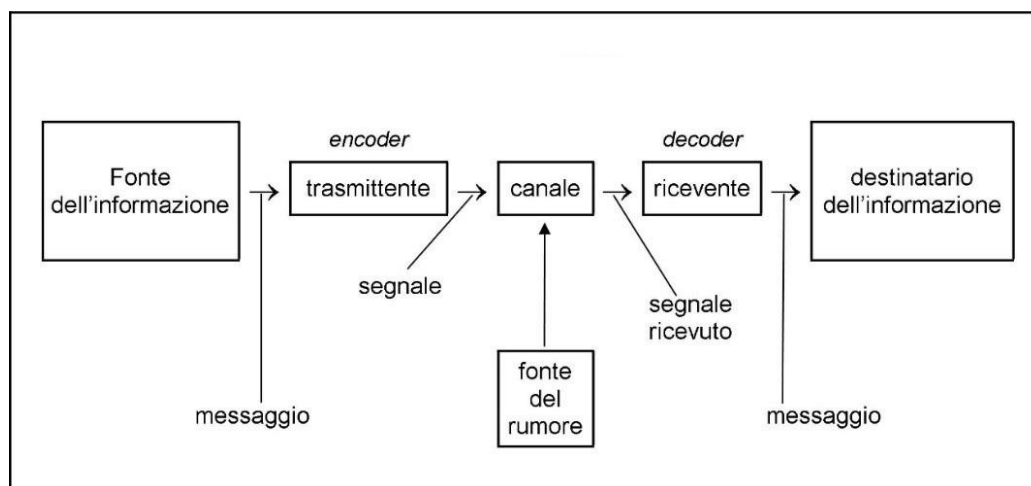 encoder
decoder
Fonte
dell'informazione
trasmittente
canale
ricevente
destinatario
dell'informazione
segnale
segnale
ricevuto
fonte
del
rumore
messaggio
messaggio